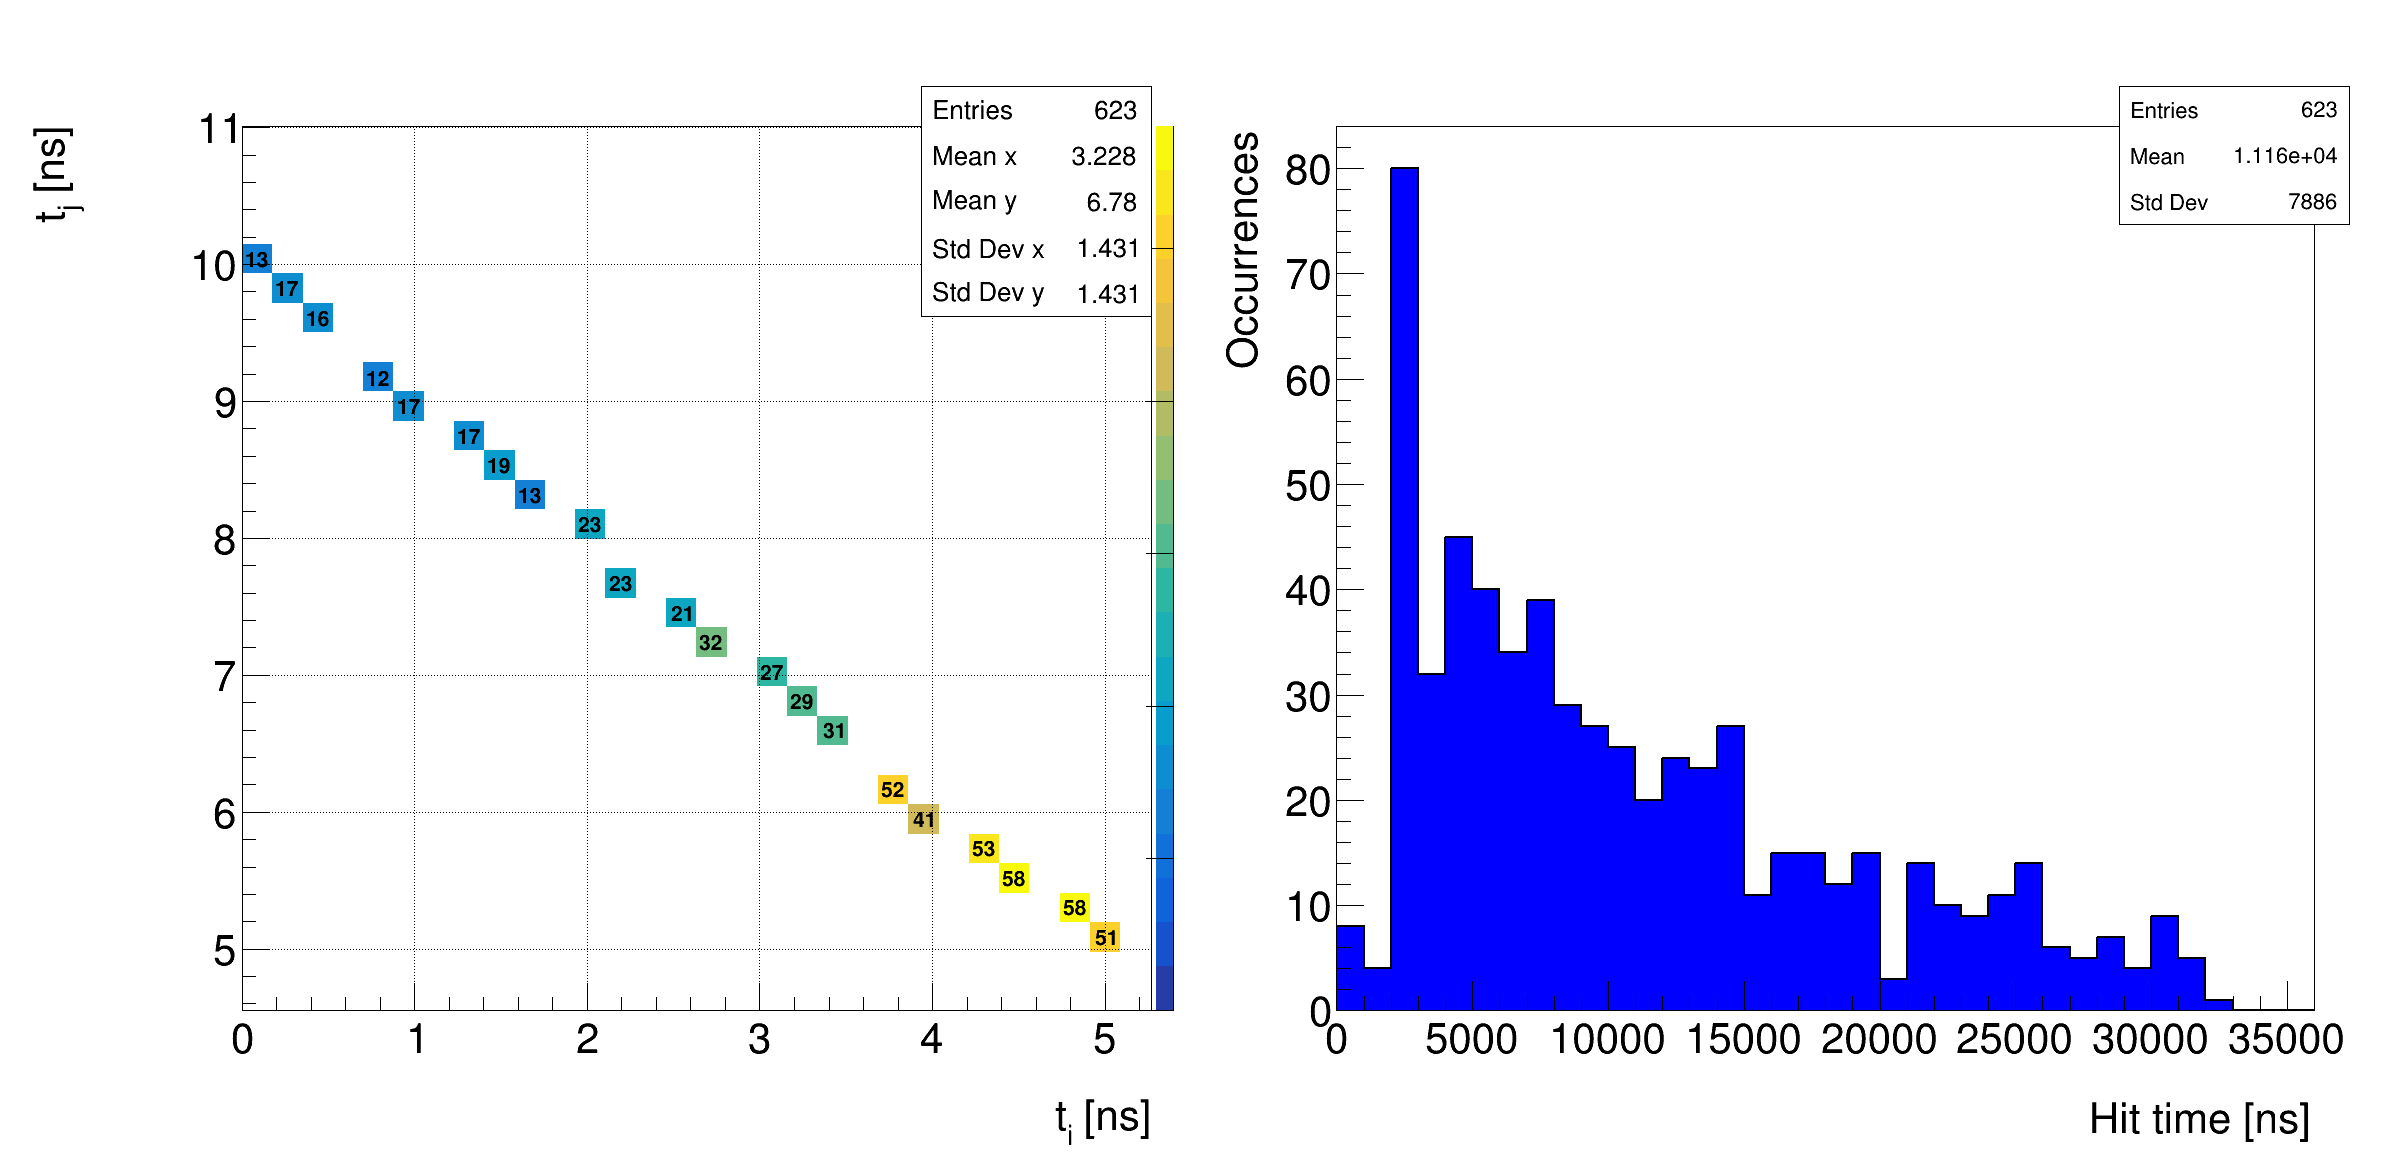 Entries 623
Mean x 3.228
Mean y 6.78
Std Dev x 1.431
Std Dev y 1.431
t_j [ns]
11
10
9
8
7
6
5
13
17
16
12
17
17
19
13
23
23
21
32
27
29
31
52
41
53
58
58
51
0 1 2 3 4 5
t_i [ns]
Entries 623
Mean 1.116e+04
Std Dev 7886
Occurrences
80
70
60
50
40
30
20
10
0
0 5000 10000 15000 20000 25000 30000 35000
Hit time [ns]